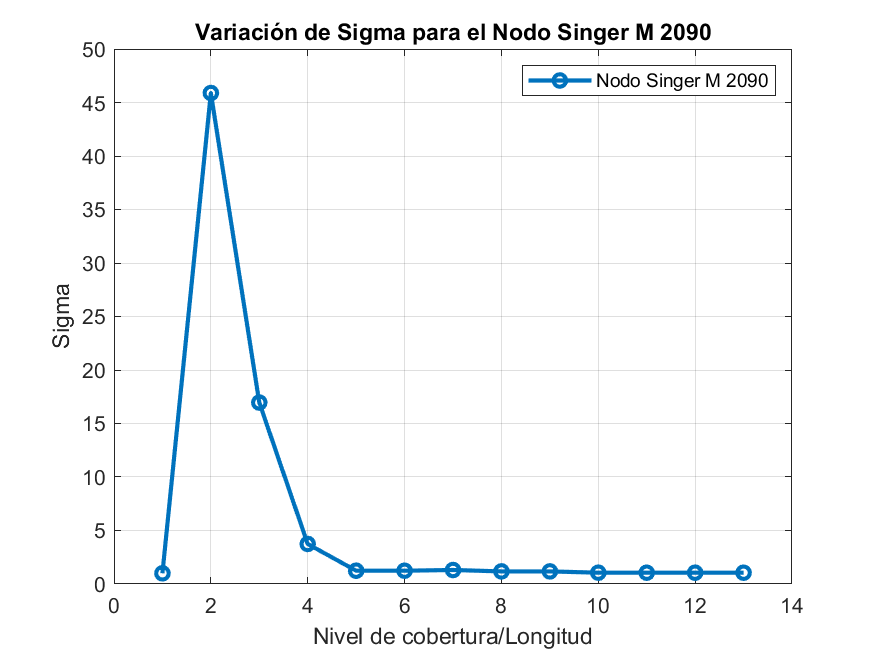 Variación de Sigma para el Nodo Singer M 2090
Nodo Singer M 2090
50
45
40
35
30
25
20
15
10
5
0
Sigma
0 2 4 6 8 10 12 14
Nivel de cobertura/Longitud